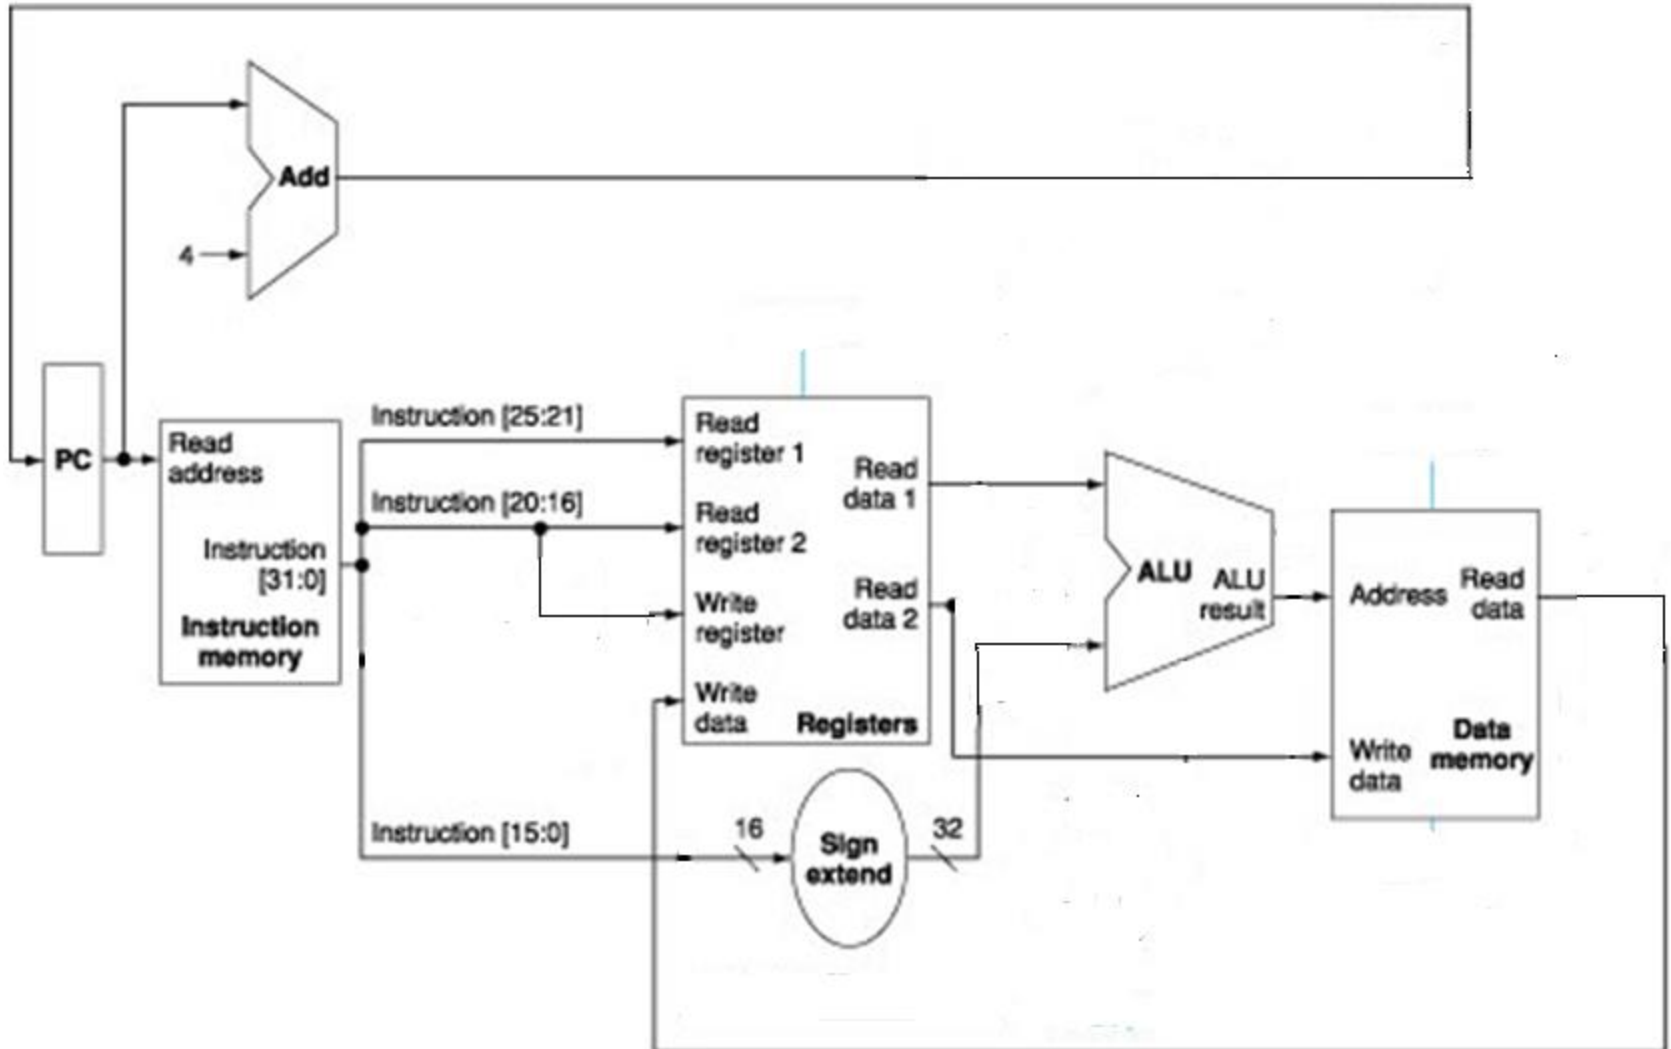 Add
4
PC
Read
address
Instruction
[31:0]
Instruction
memory
Instruction [25:21]
Instruction [20:16]
Instruction [15:0]
Read
register 1
Read
register 2
Write
register
Write
data
Read
data 1
Read
data 2
Registers
16
Sign
extend
32
ALU
ALU
result
Address
Read
data
Write
data
Data
memory